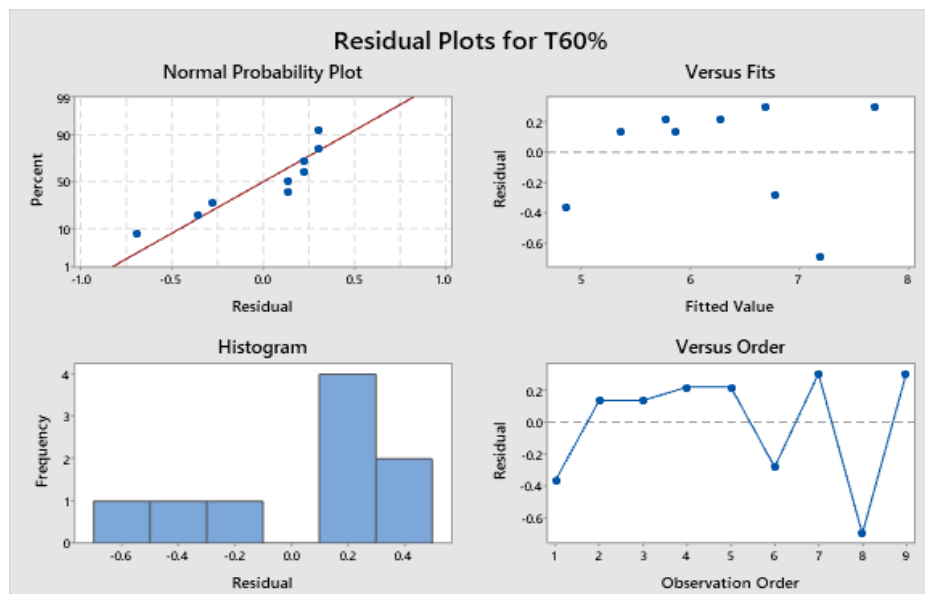 Residual Plots for T60%
Normal Probability Plot
99
90
50
10
1
Percent
-1.0 -0.5 0.0 0.5 1.0
Residual
Versus Fits
0.2
0.0
-0.2
-0.4
-0.6
Residual
5 6 7 8
Fitted Value
Histogram
4
3
2
1
0
Frequency
-0.6 -0.4 -0.2 0.0 0.2 0.4
Residual
Versus Order
0.2
0.0
-0.2
-0.4
-0.6
Residual
1 2 3 4 5 6 7 8 9
Observation Order